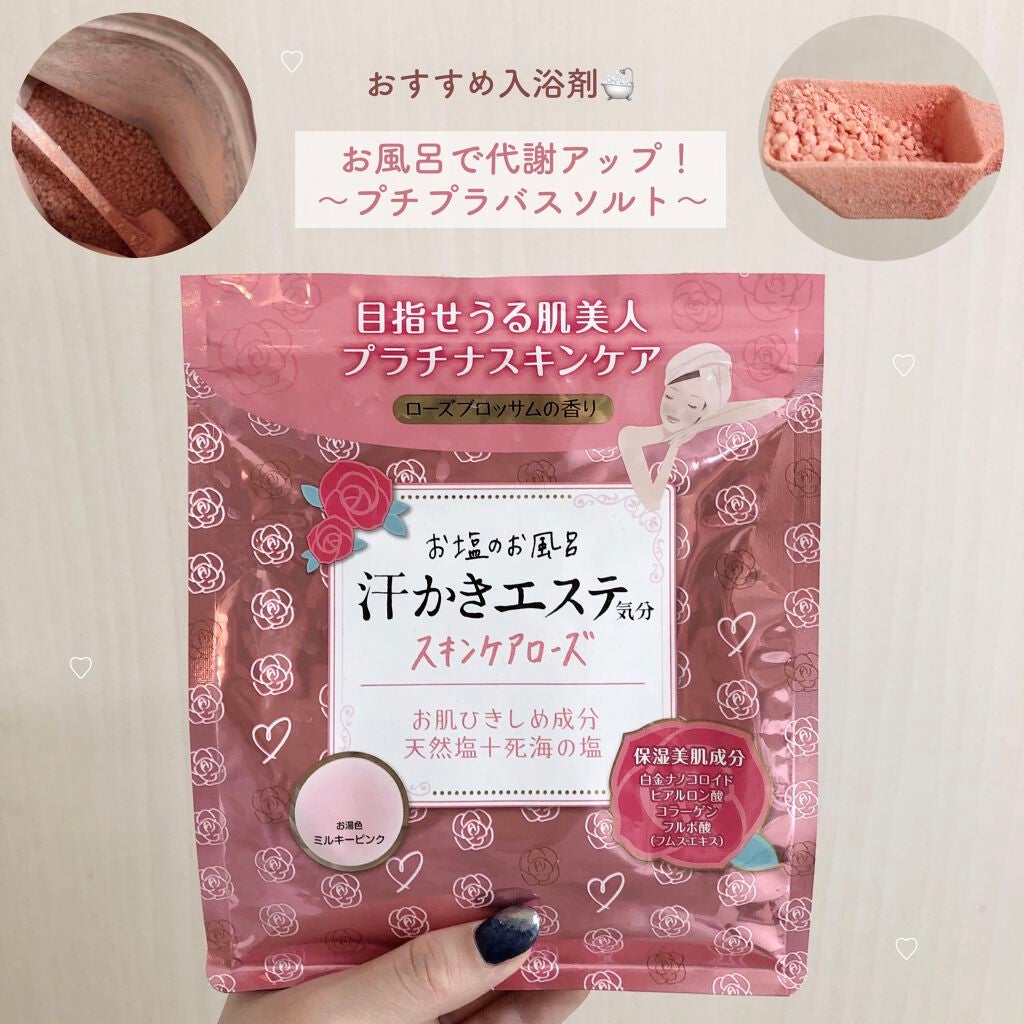 おすすめ入浴剤🛁
お風呂で代謝アップ！
～プチプラバスソルト～
目指せうる肌美人
プラチナスキンケア
ローズブロッサムの香り
お塩のお風呂
汗かきエステ気分
スキンケアローズ
お肌ひきしめ成分
天然塩＋死海の塩
保湿美肌成分
白金ナノコロイド
ヒアルロン酸
コラーゲン
フルボ酸
(フムスエキス)
お湯色
ミルキーピンク